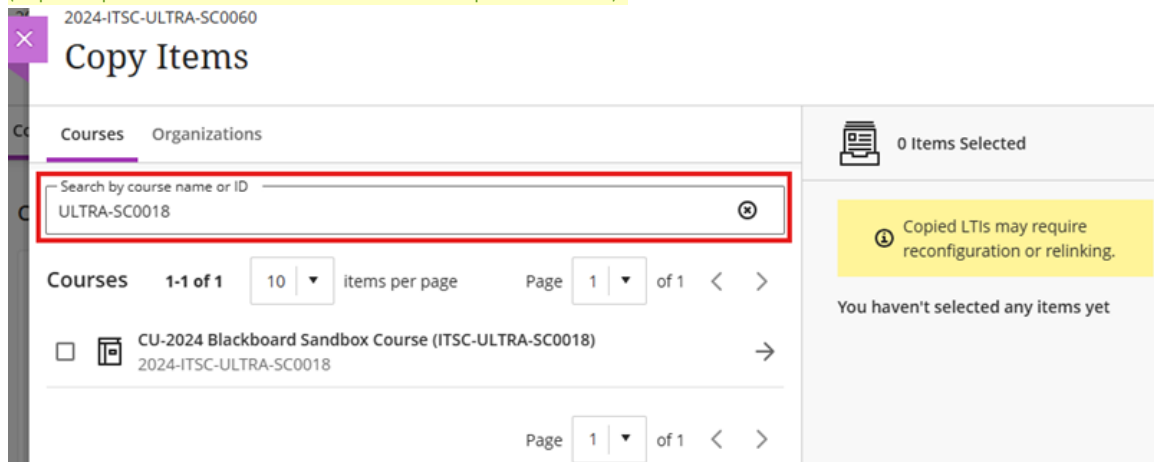 2024-ITSC-ULTRA-SC0060
Copy Items
Courses Organizations
0 Items Selected
Search by course name or ID
ULTRA-SC0018
Copied LTIs may require
reconfiguration or relinking.
Courses 1-1 of 1 10 items per page Page 1 of 1
You haven't selected any items yet
CU-2024 Blackboard Sandbox Course (ITSC-ULTRA-SC0018)
2024-ITSC-ULTRA-SC0018
Page 1 of 1